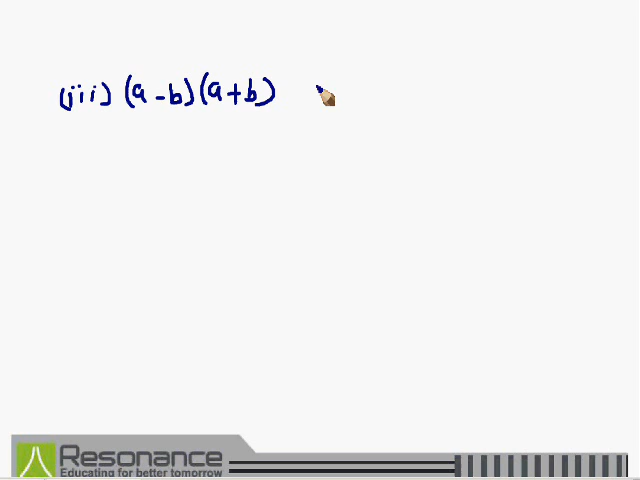 (iii) (a-b)(a+b)
Resonance
Educating for better tomorrow